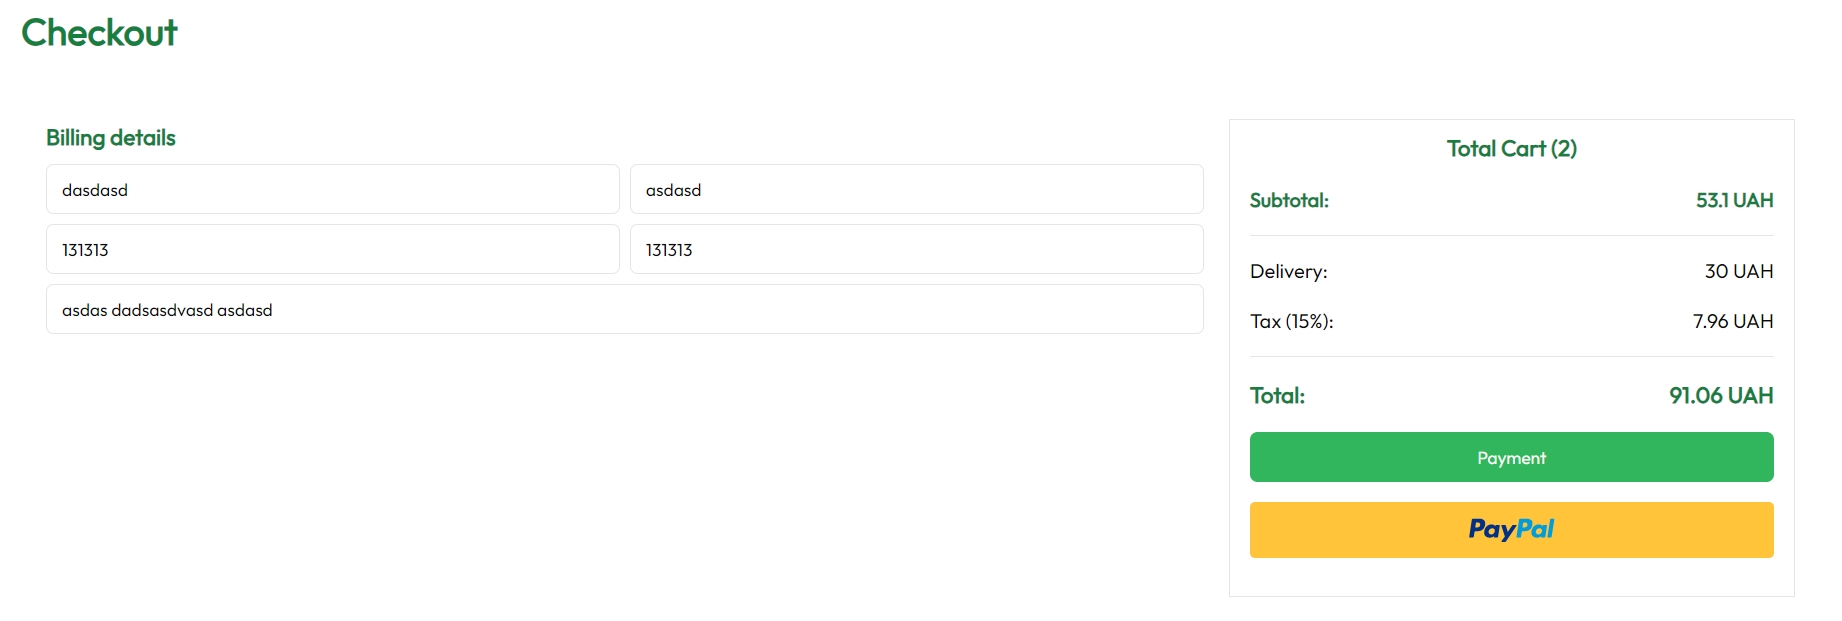 Checkout
Billing details
dasdasd
asdasd
131313
131313
asdas dadsasdvasd asdasd
Total Cart (2)
Subtotal: 53.1 UAH
Delivery: 30 UAH
Tax (15%): 7.96 UAH
Total: 91.06 UAH
Payment
PayPal